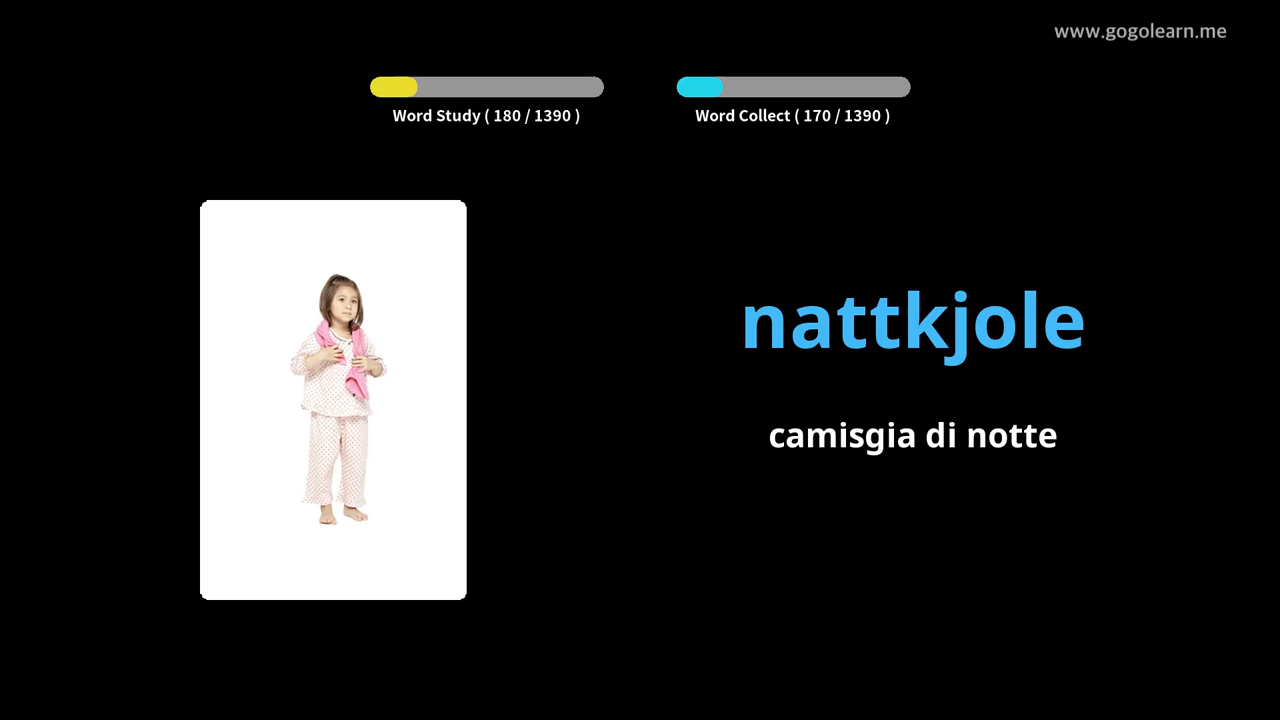 www.gogolearn.me
Word Study ( 180 / 1390 )
Word Collect ( 170 / 1390 )
nattkjole
camisgia di notte